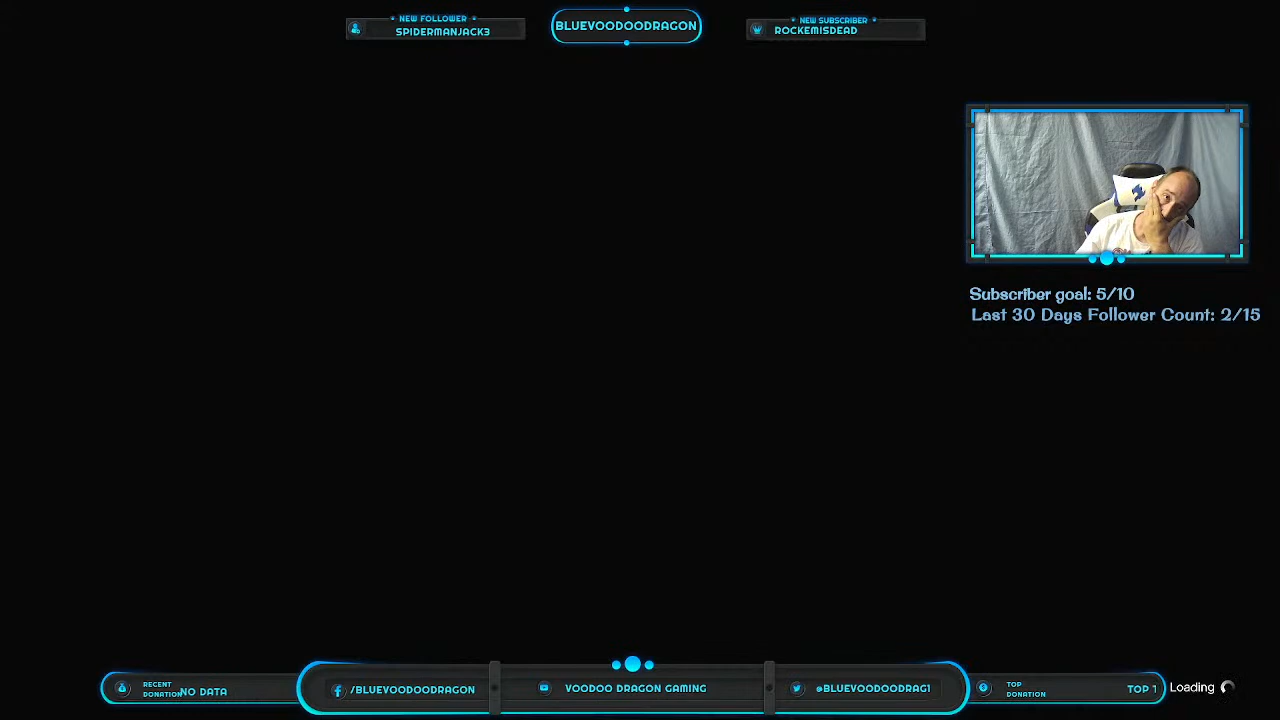 NEW FOLLOWER
SPIDERMANJACK3
BLUEVOODOODRAGON
NEW SUBSCRIBER
ROCKEMISDEAD
Subscriber goal: 5/10
Last 30 Days Follower Count: 2/15
RECENT
DONATION
NO DATA
/BLUEVOODOODRAGON
VOODOO DRAGON GAMING
@BLUEVOODOODRAG1
TOP
DONATION
TOP 1
Loading